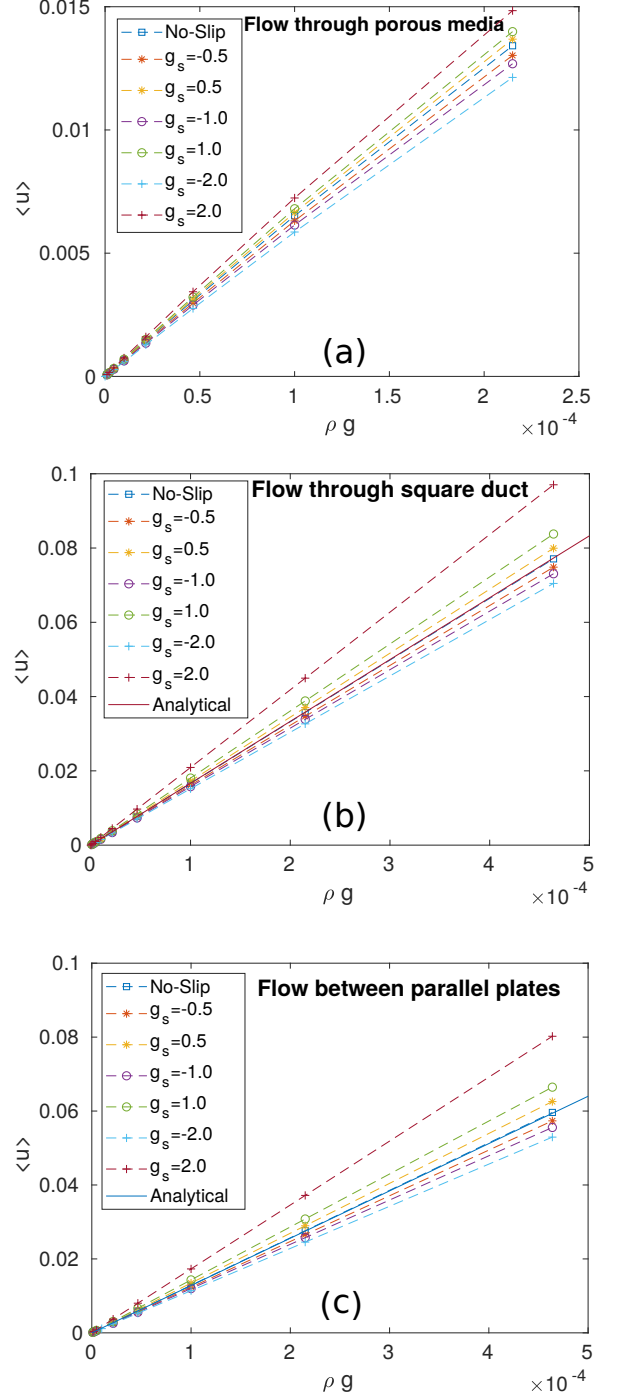 0.015
Flow through porous media
No-Slip
g_s=-0.5
g_s=0.5
g_s=-1.0
g_s=1.0
g_s=-2.0
g_s=2.0
0.01
0.005
0
<u>
(a)
0 0.5 1 1.5 2 2.5
ρ g
×10^-4
0.1
Flow through square duct
No-Slip
g_s=-0.5
g_s=0.5
g_s=-1.0
g_s=1.0
g_s=-2.0
g_s=2.0
Analytical
0.08
0.06
0.04
0.02
0
<u>
(b)
0 1 2 3 4 5
ρ g
×10^-4
0.1
Flow between parallel plates
No-Slip
g_s=-0.5
g_s=0.5
g_s=-1.0
g_s=1.0
g_s=-2.0
g_s=2.0
Analytical
0.08
0.06
0.04
0.02
0
<u>
(c)
0 1 2 3 4 5
ρ g
×10^-4